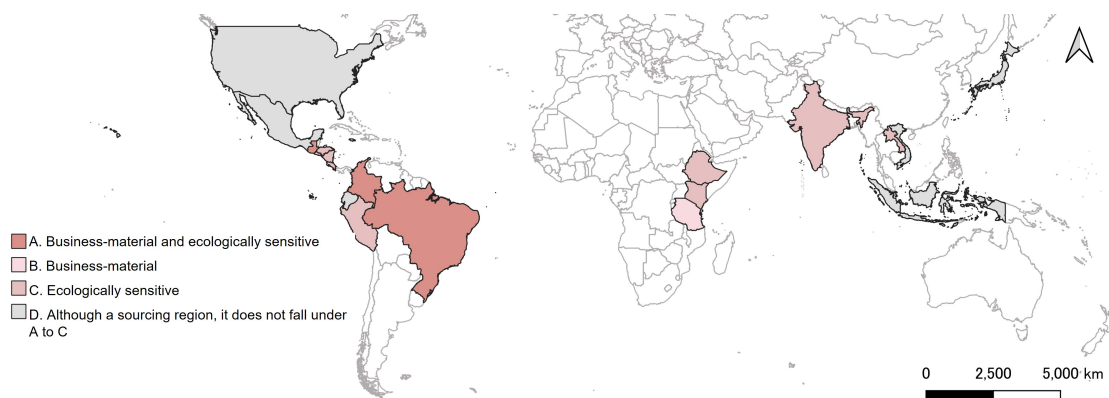 A. Business-material and ecologically sensitive
B. Business-material
C. Ecologically sensitive
D. Although a sourcing region, it does not fall under
A to C
0 2,500 5,000 km